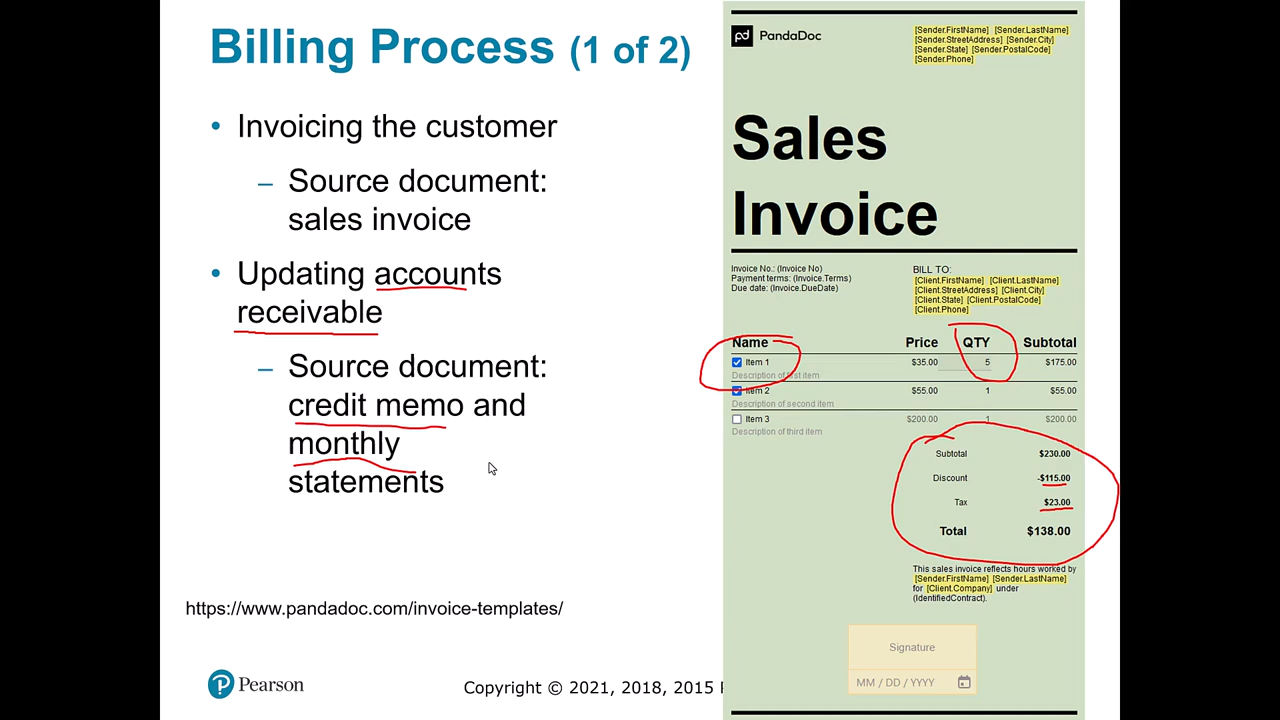 Billing Process (1 of 2)
• Invoicing the customer
– Source document:
sales invoice
• Updating accounts
receivable
– Source document:
credit memo and
monthly
statements
https://www.pandadoc.com/invoice-templates/
Pearson
Copyright © 2021, 2018, 2015 P
pd PandaDoc
[Sender.FirstName] [Sender.LastName]
[Sender.StreetAddress] [Sender.City]
[Sender.State] [Sender.PostalCode]
[Sender.Phone]
Sales
Invoice
Invoice No.: (Invoice No)
Payment terms: (Invoice.Terms)
Due date: (Invoice.DueDate)
BILL TO:
[Client.FirstName] [Client.LastName]
[Client.StreetAddress] [Client.City]
[Client.State] [Client.PostalCode]
[Client.Phone]
Name Price QTY Subtotal
Item 1 $35.00 5 $175.00
Description of first item
Item 2 $55.00 1 $55.00
Description of second item
Item 3 $200.00 1 $200.00
Description of third item
Subtotal $230.00
Discount -$115.00
Tax $23.00
Total $138.00
This sales invoice reflects hours worked by
[Sender.FirstName] [Sender.LastName]
for [Client.Company] under
(IdentifiedContract).
Signature
MM / DD / YYYY